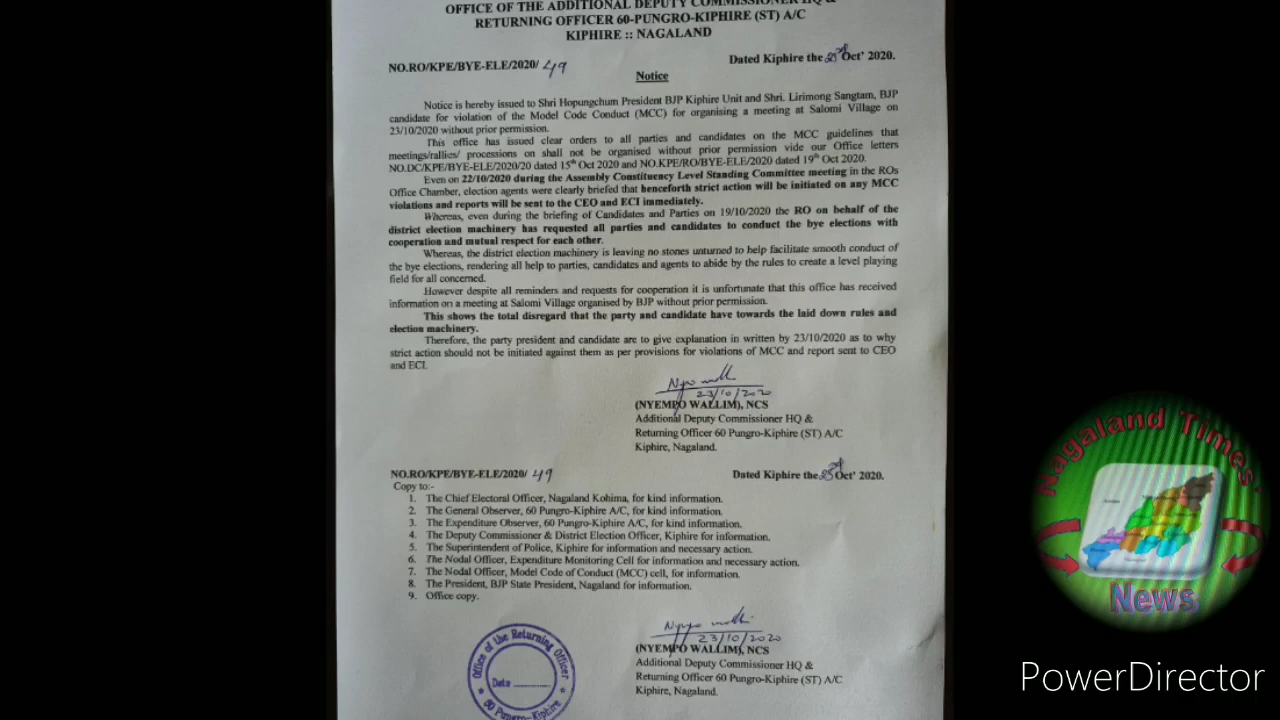 OFFICE OF THE ADDITIONAL DEPUTY COMMISSIONER HQ &
RETURNING OFFICER 60-PUNGRO-KIPHIRE (ST) A/C
KIPHIRE :: NAGALAND
NO.RO/KPE/BYE-ELE/2020/ 49
Dated Kiphire the 23rd Oct' 2020.
Notice
Notice is hereby issued to Shri Hopungchum President BJP Kiphire Unit and Shri. Lirimong Sangtam, BJP
candidate for violation of the Model Code Conduct (MCC) for organising a meeting at Salomi Village on
23/10/2020 without prior permission.
This office has issued clear orders to all parties and candidates on the MCC guidelines that
meetings/rallies/ processions on shall not be organised without prior permission vide our Office letters
NO.DC/KPE/BYE-ELE/2020/20 dated 15th Oct 2020 and NO.KPE/RO/BYE-ELE/2020 dated 19th Oct 2020.
Even on 22/10/2020 during the Assembly Constituency Level Standing Committee meeting in the ROs
Office Chamber, election agents were clearly briefed that henceforth strict action will be initiated on any MCC
violations and reports will be sent to the CEO and ECI immediately.
Whereas, even during the briefing of Candidates and Parties on 19/10/2020 the RO on behalf of the
district election machinery has requested all parties and candidates to conduct the bye elections with
cooperation and mutual respect for each other.
Whereas, the district election machinery is leaving no stones unturned to help facilitate smooth conduct of
the bye elections, rendering all help to parties, candidates and agents to abide by the rules to create a level playing
field for all concerned.
However despite all reminders and requests for cooperation it is unfortunate that this office has received
information on a meeting at Salomi Village organised by BJP without prior permission.
This shows the total disregard that the party and candidate have towards the laid down rules and
election machinery.
Therefore, the party president and candidate are to give explanation in written by 23/10/2020 as to why
strict action should not be initiated against them as per provisions for violations of MCC and report sent to CEO
and ECI.
23/10/2020
(NYEMPO WALLIM), NCS
Additional Deputy Commissioner HQ &
Returning Officer 60 Pungro-Kiphire (ST) A/C
Kiphire, Nagaland.
NO.RO/KPE/BYE-ELE/2020/ 49
Dated Kiphire the 23rd Oct' 2020.
Copy to:-
1. The Chief Electoral Officer, Nagaland Kohima, for kind information.
2. The General Observer, 60 Pungro-Kiphire A/C, for kind information.
3. The Expenditure Observer, 60 Pungro-Kiphire A/C, for kind information.
4. The Deputy Commissioner & District Election Officer, Kiphire for information.
5. The Superintendent of Police, Kiphire for information and necessary action.
6. The Nodal Officer, Expenditure Monitoring Cell for information and necessary action.
7. The Nodal Officer, Model Code of Conduct (MCC) cell, for information.
8. The President, BJP State President, Nagaland for information.
9. Office copy.
23/10/2020
(NYEMPO WALLIM), NCS
Additional Deputy Commissioner HQ &
Returning Officer 60 Pungro-Kiphire (ST) A/C
Kiphire, Nagaland.
Office of the Returning Officer
Date
60 Pungro-Kiphire
Nagaland Times'
News
PowerDirector